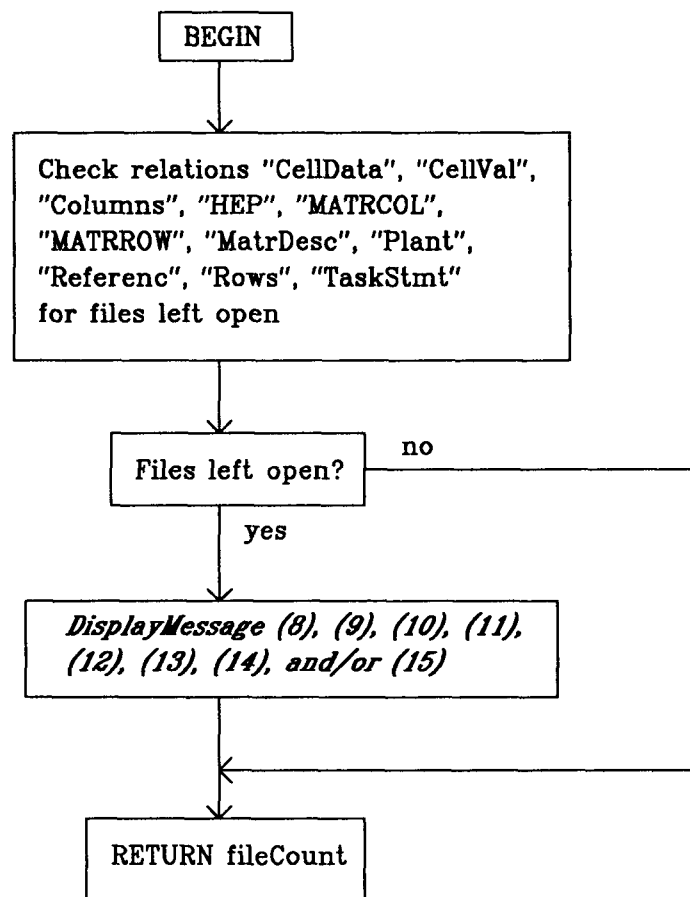 BEGIN
Check relations "CellData", "CellVal",
"Columns", "HEP", "MATRCOL",
"MATRROW", "MatrDesc", "Plant",
"Referenc", "Rows", "TaskStmt"
for files left open
Files left open?
no
yes
DisplayMessage (8), (9), (10), (11),
(12), (13), (14), and/or (15)
RETURN fileCount